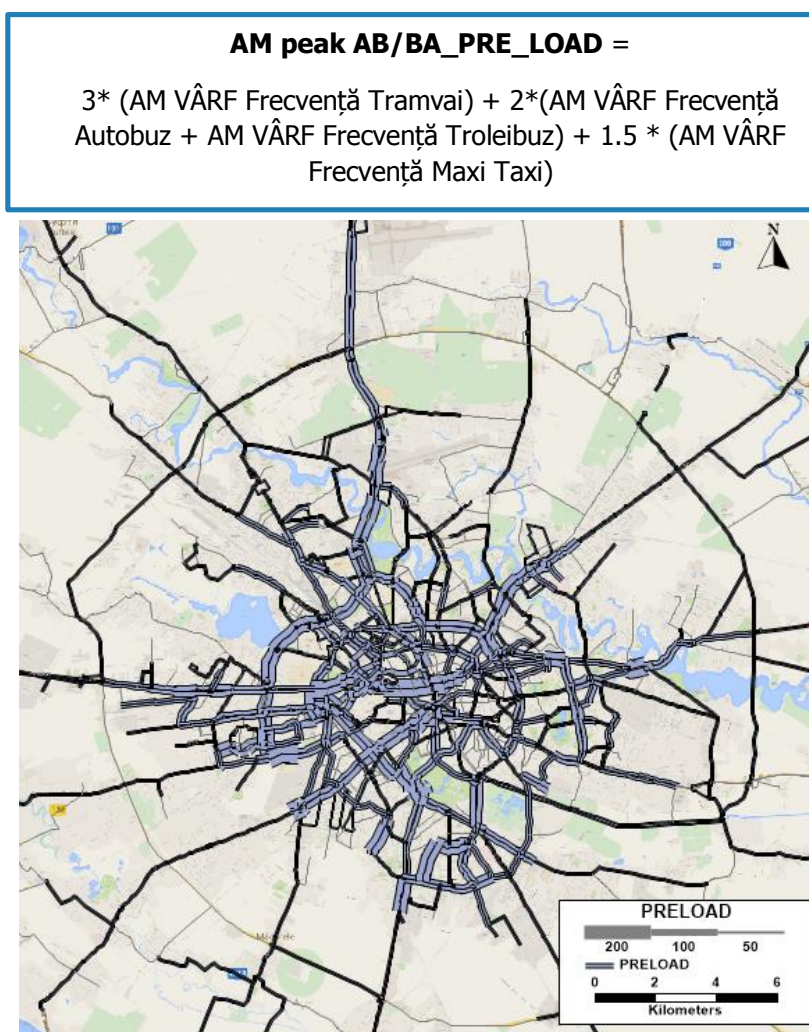 AM peak AB/BA_PRE_LOAD =
3* (AM VÂRF Frecvență Tramvai) + 2*(AM VÂRF Frecvență
Autobuz + AM VÂRF Frecvență Troleibuz) + 1.5 * (AM VÂRF
Frecvență Maxi Taxi)
N
PRELOAD
200 100 50
PRELOAD
0 2 4 6
Kilometers